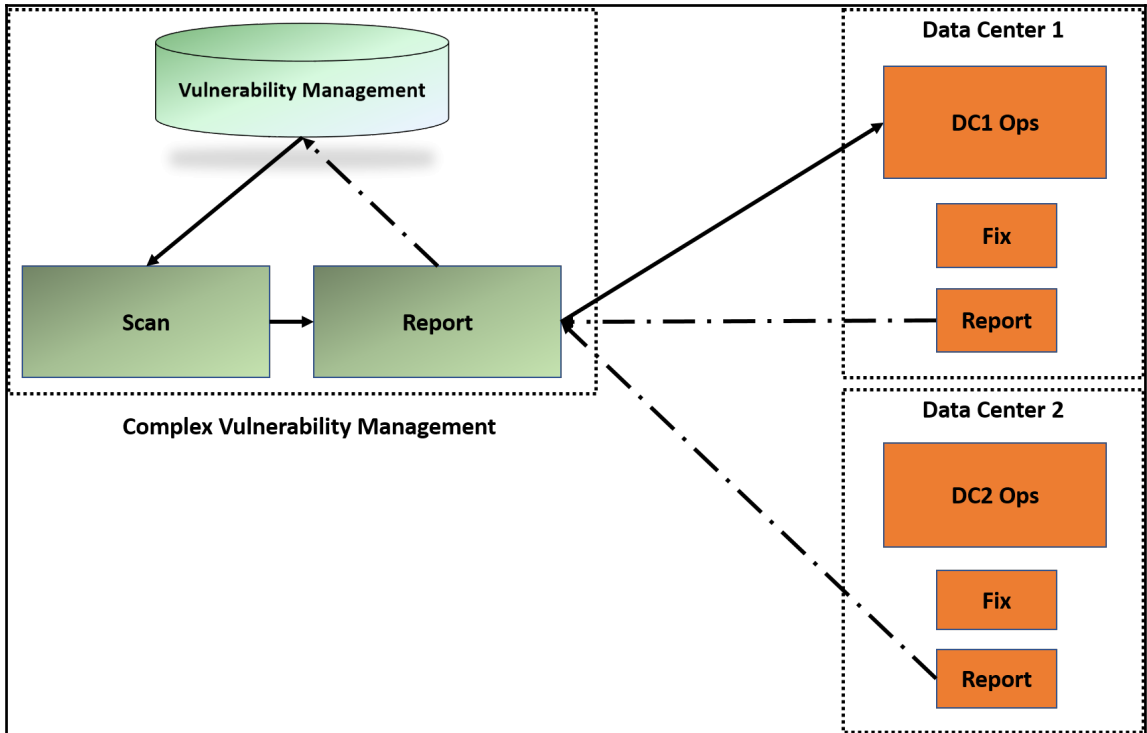 Vulnerability Management
Scan
Report
Complex Vulnerability Management
Data Center 1
DC1 Ops
Fix
Report
Data Center 2
DC2 Ops
Fix
Report